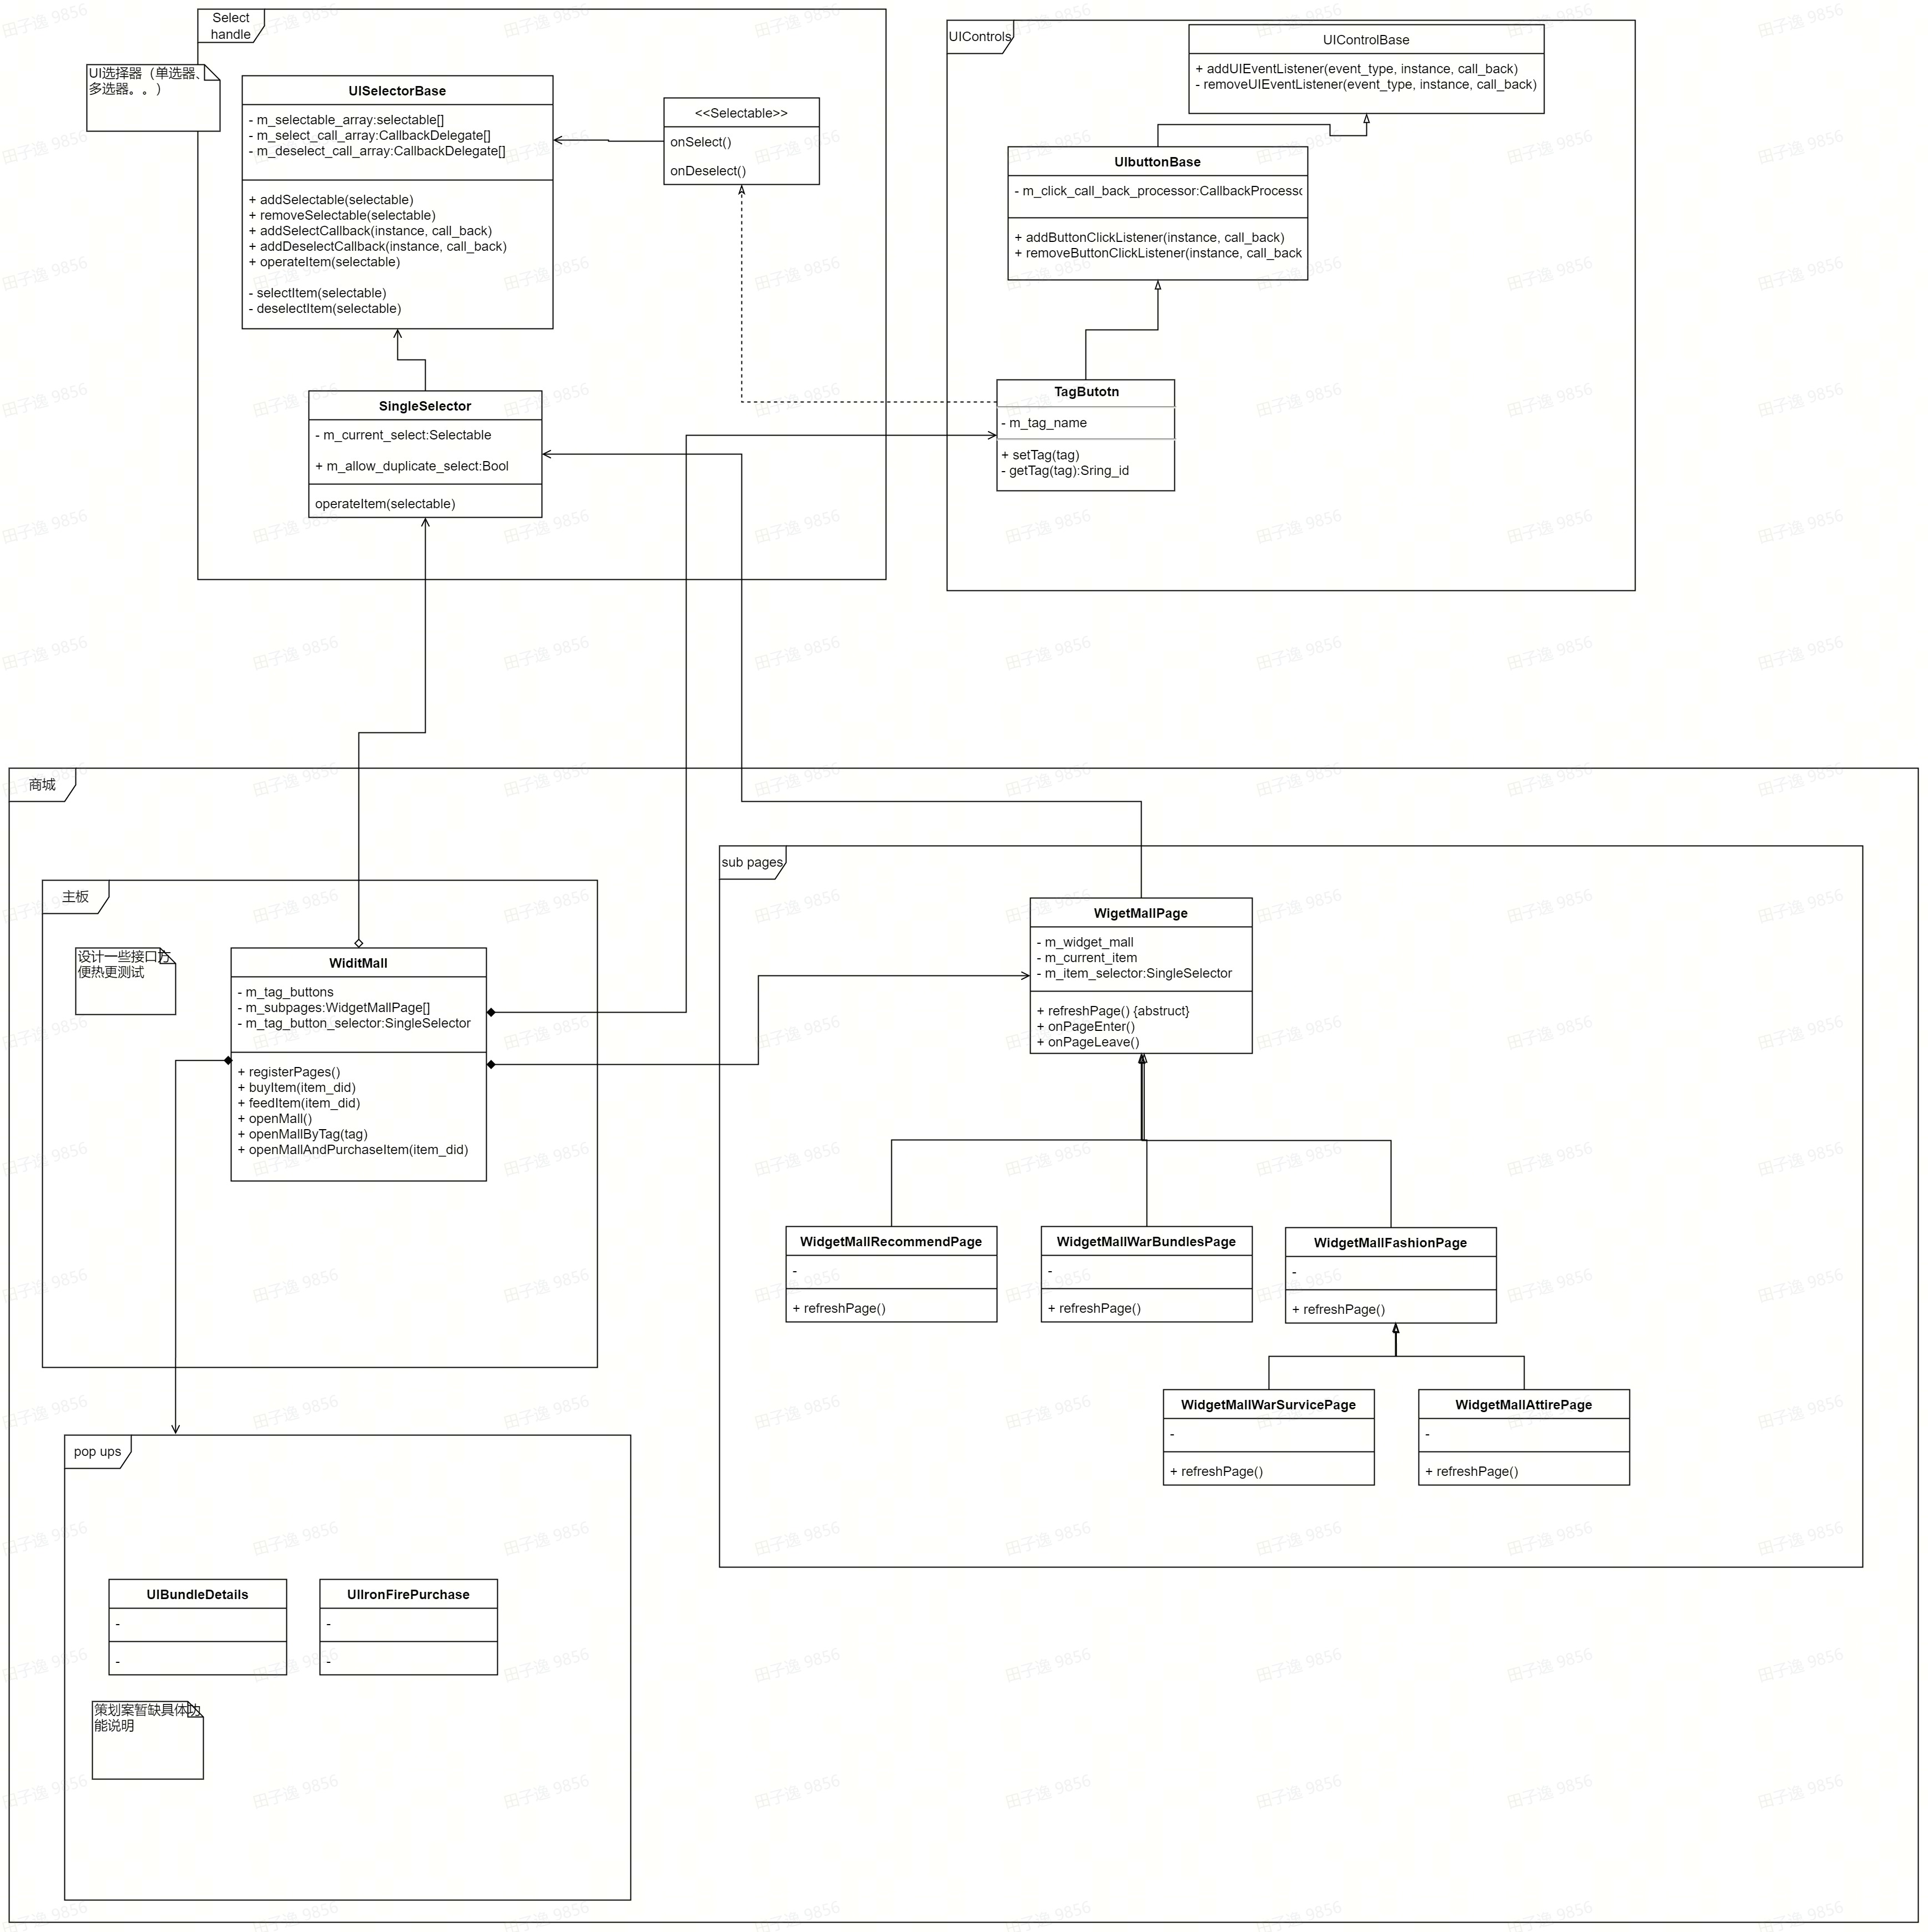 Select
handle
UI选择器（单选器、
多选器。。）
UISelectorBase
- m_selectable_array:selectable[]
- m_select_call_array:CallbackDelegate[]
- m_deselect_call_array:CallbackDelegate[]
+ addSelectable(selectable)
+ removeSelectable(selectable)
+ addSelectCallback(instance, call_back)
+ addDeselectCallback(instance, call_back)
+ operateItem(selectable)
- selectItem(selectable)
- deselectItem(selectable)
<<Selectable>>
onSelect()
onDeselect()
SingleSelector
- m_current_select:Selectable
+ m_allow_duplicate_select:Bool
operateItem(selectable)
UIControls
UIControlBase
+ addUIEventListener(event_type, instance, call_back)
- removeUIEventListener(event_type, instance, call_back)
UIbuttonBase
- m_click_call_back_processor:CallbackProcesso
+ addButtonClickListener(instance, call_back)
+ removeButtonClickListener(instance, call_back
TagButotn
- m_tag_name
+ setTag(tag)
- getTag(tag):Sring_id
商城
主板
设计一些接口方
便热更测试
WiditMall
- m_tag_buttons
- m_subpages:WidgetMallPage[]
- m_tag_button_selector:SingleSelector
+ registerPages()
+ buyItem(item_did)
+ feedItem(item_did)
+ openMall()
+ openMallByTag(tag)
+ openMallAndPurchaseItem(item_did)
sub pages
WigetMallPage
- m_widget_mall
- m_current_item
- m_item_selector:SingleSelector
+ refreshPage() {abstruct}
+ onPageEnter()
+ onPageLeave()
WidgetMallRecommendPage
-
+ refreshPage()
WidgetMallWarBundlesPage
-
+ refreshPage()
WidgetMallFashionPage
-
+ refreshPage()
WidgetMallWarSurvicePage
-
+ refreshPage()
WidgetMallAttirePage
-
+ refreshPage()
pop ups
UIBundleDetails
-
-
UIIronFirePurchase
-
-
策划案暂缺具体功
能说明
田子逸 9856